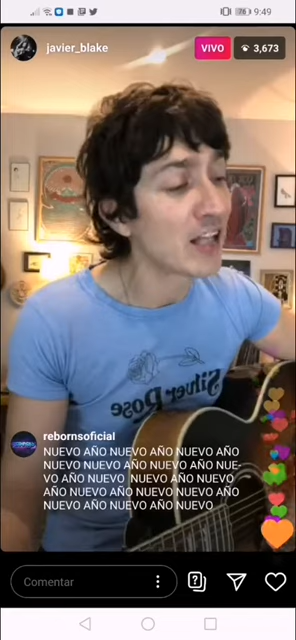 9:49
javier_blake
VIVO
3,673
Silver
Rose
rebornsoficial
NUEVO AÑO NUEVO AÑO NUEVO AÑO
NUEVO NUEVO AÑO NUEVO AÑO NUE-
VO AÑO NUEVO NUEVO AÑO NUEVO
AÑO NUEVO AÑO NUEVO NUEVO AÑO
NUEVO AÑO NUEVO AÑO NUEVO
Comentar